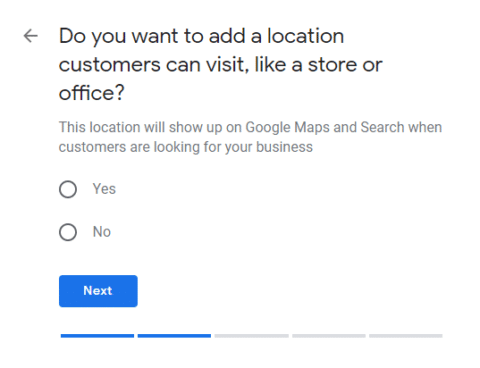 Do you want to add a location
customers can visit, like a store or
office?
This location will show up on Google Maps and Search when
customers are looking for your business
Yes
No
Next